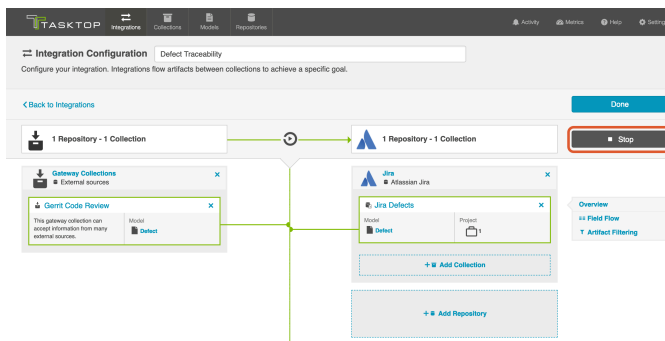 TASKTOP
Integrations
Collections
Models
Repositories
Activity
Metrics
Help
Integration Configuration
Defect Traceability
Configure your integration. Integrations flow artifacts between collections to achieve a specific goal.
Back to Integrations
Done
1 Repository - 1 Collection
1 Repository - 1 Collection
Stop
Gateway Collections
External sources
Gerrit Code Review
This gateway collection can
accept information from many
external sources.
Model
Defect
Jira
Atlassian Jira
Jira Defects
Model
Defect
Project
1
+ Add Collection
+ Add Repository
Overview
Field Flow
Artifact Filtering